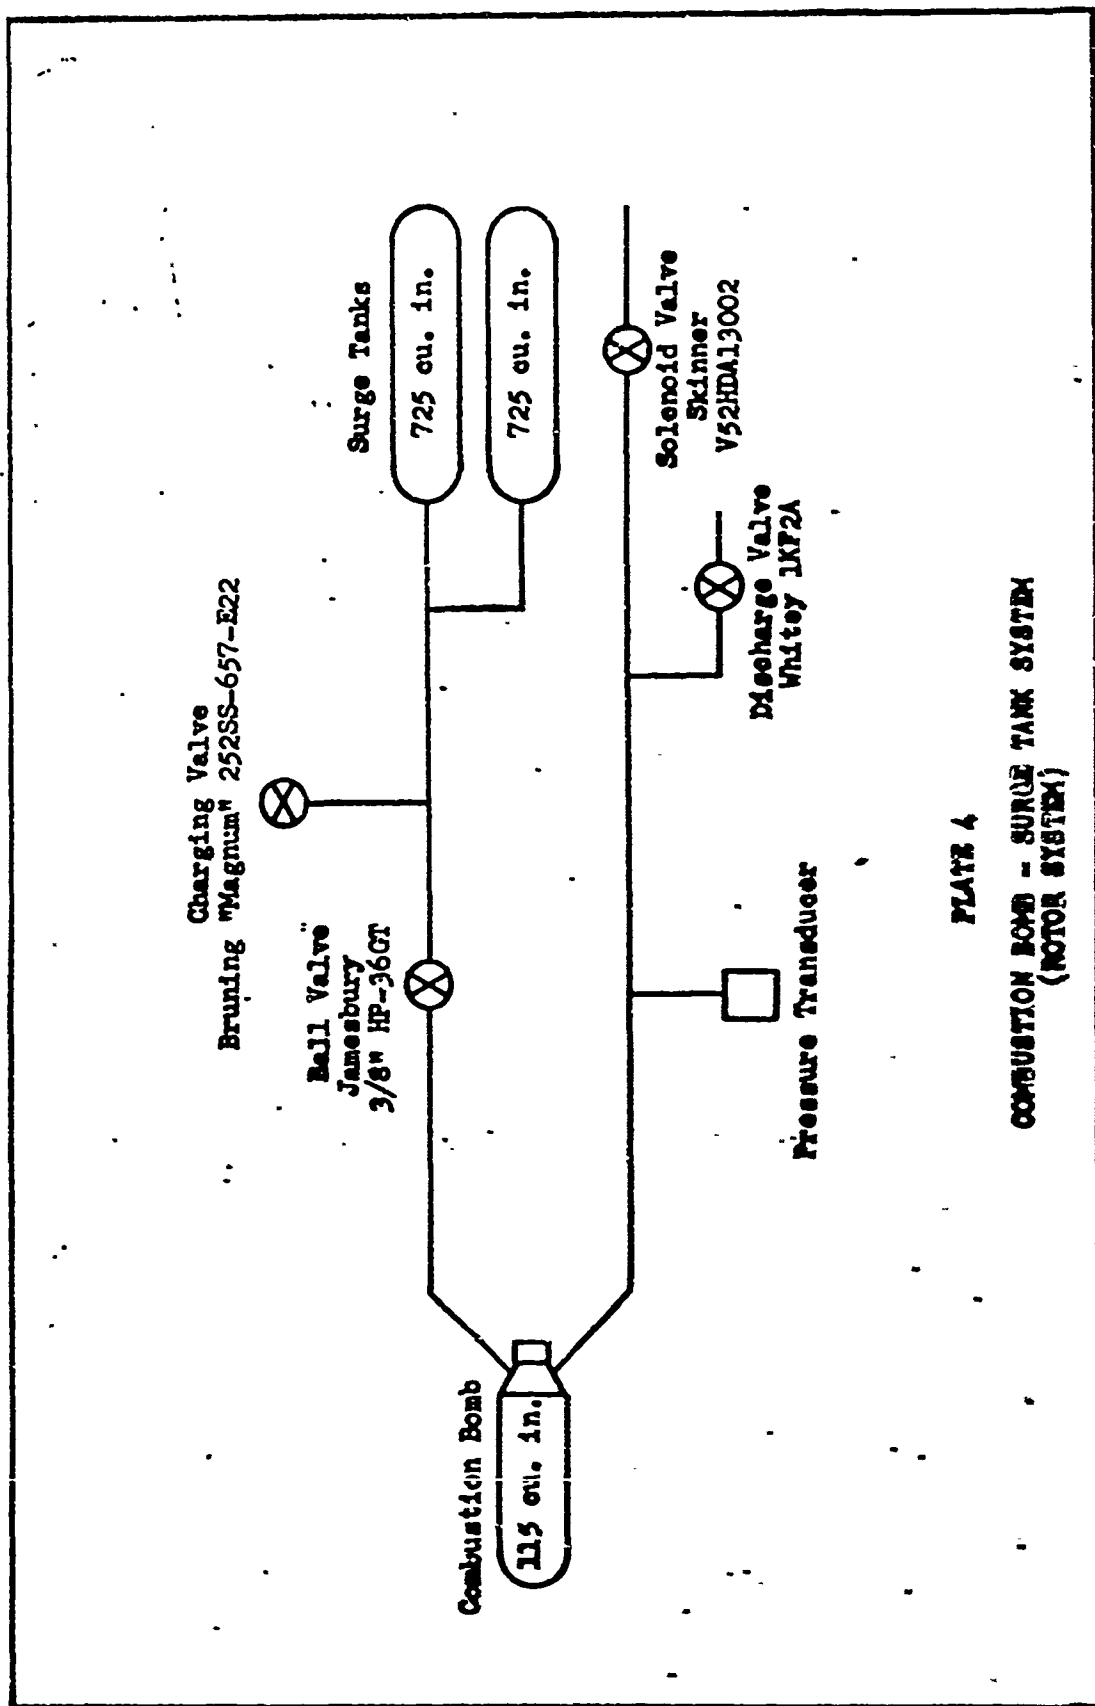 Charging Valve
Bruning "Magnum" 252SS-657-E22
Surge Tanks
725 cu. in.
725 cu. in.
Ball Valve
Jamesbury
3/8" HP-36GT
Combustion Bomb
115 cu. in.
Solenoid Valve
Skinner
V52HDA13002
Discharge Valve
Whitey 1KF2A
Pressure Transducer
PLATE 4
COMBUSTION BOMB - SURGE TANK SYSTEM
(ROTOR SYSTEM)